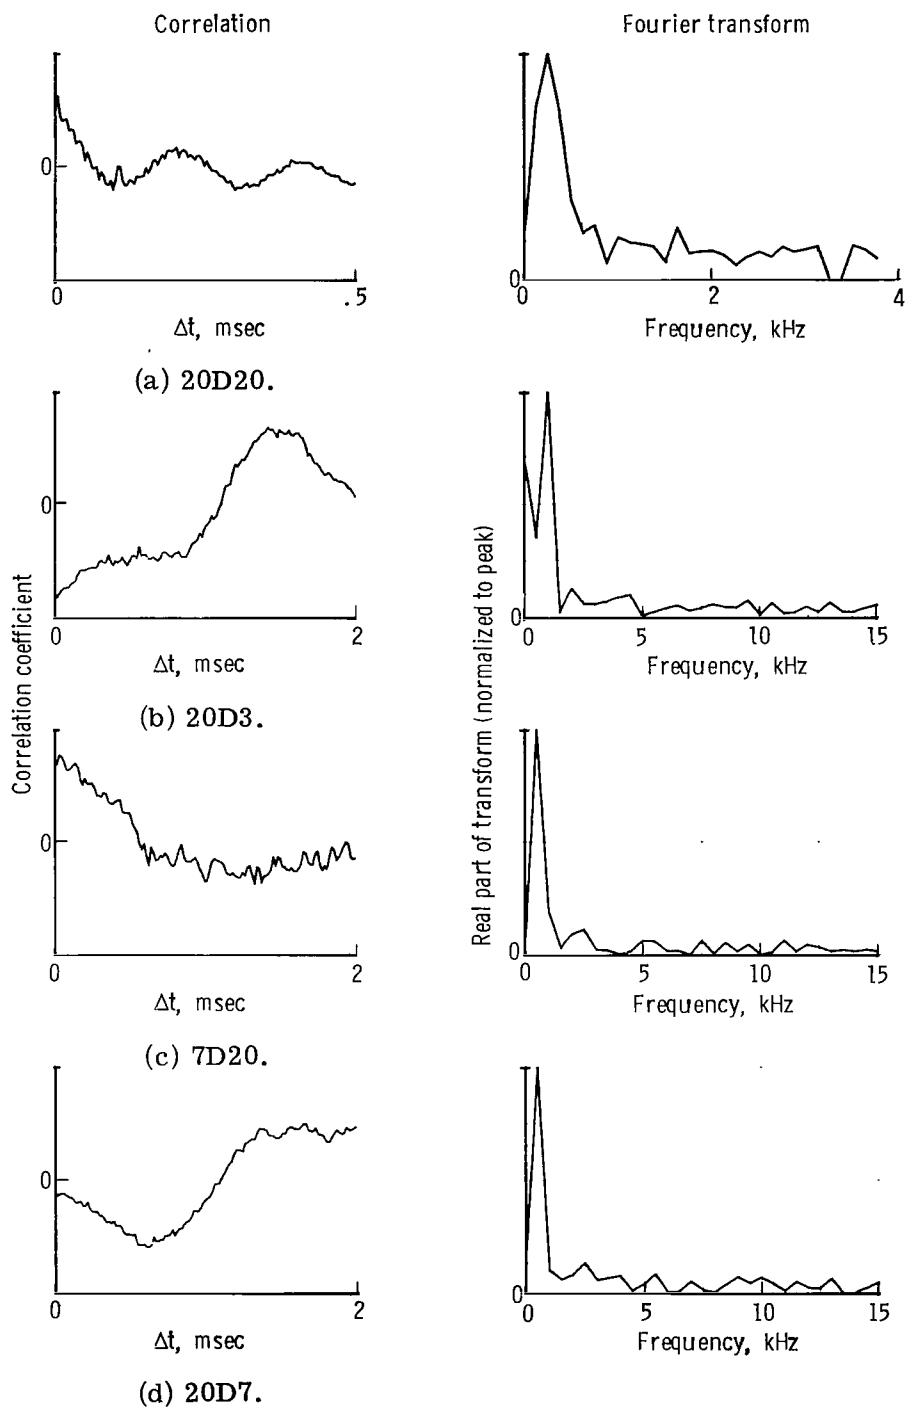 Correlation
Fourier transform
0
0
.5
Δt, msec
0
0
2
4
Frequency, kHz
(a) 20D20.
0
0
2
Δt, msec
0
0
5
10
15
Frequency, kHz
(b) 20D3.
Correlation coefficient
Real part of transform (normalized to peak)
0
0
2
Δt, msec
0
0
5
10
15
Frequency, kHz
(c) 7D20.
0
0
2
Δt, msec
0
0
5
10
15
Frequency, kHz
(d) 20D7.